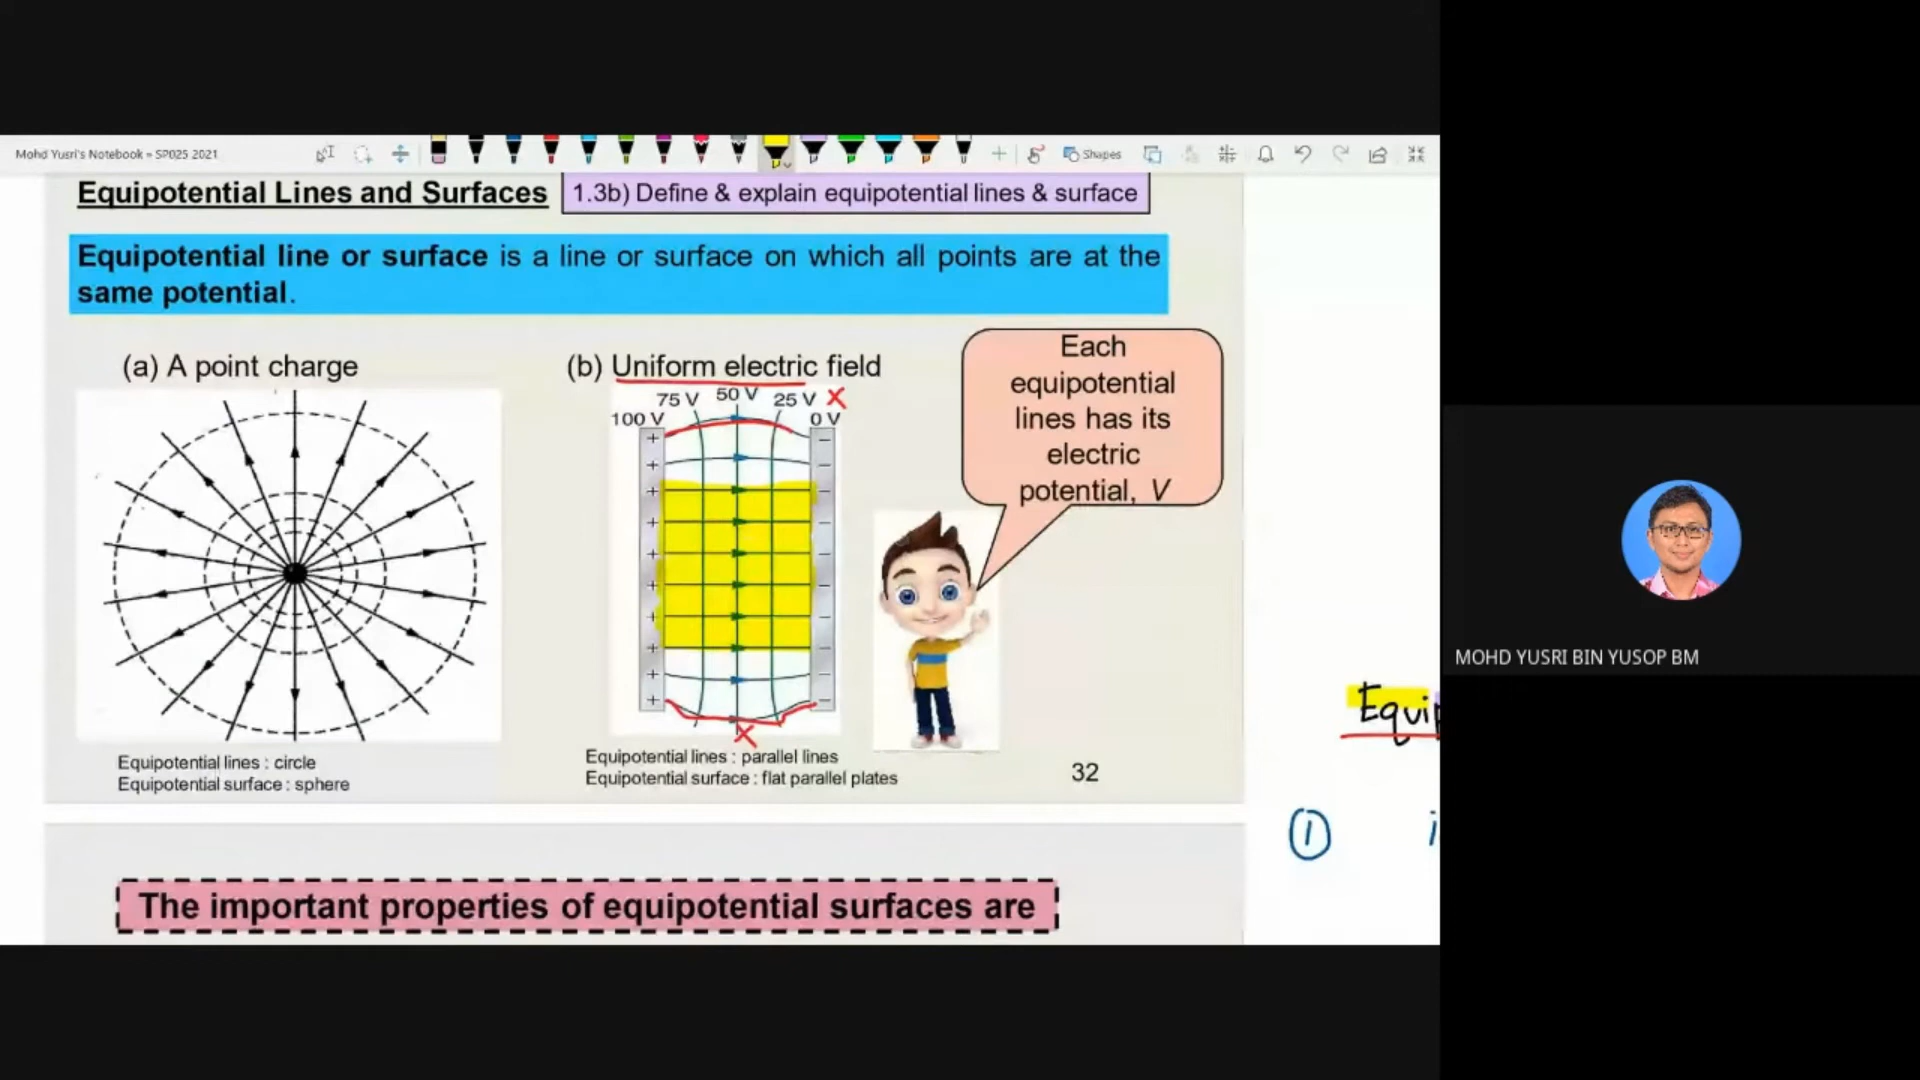 Mohd Yusri's Notebook » SP025 2021
Shapes
Equipotential Lines and Surfaces
1.3b) Define & explain equipotential lines & surface
Equipotential line or surface is a line or surface on which all points are at the
same potential.
(a) A point charge
(b) Uniform electric field
75 V 50 V 25 V
100 V 0 V
Each
equipotential
lines has its
electric
potential, V
Equipotential lines : circle
Equipotential surface : sphere
Equipotential lines : parallel lines
Equipotential surface : flat parallel plates
32
The important properties of equipotential surfaces are
MOHD YUSRI BIN YUSOP BM
Equi
1